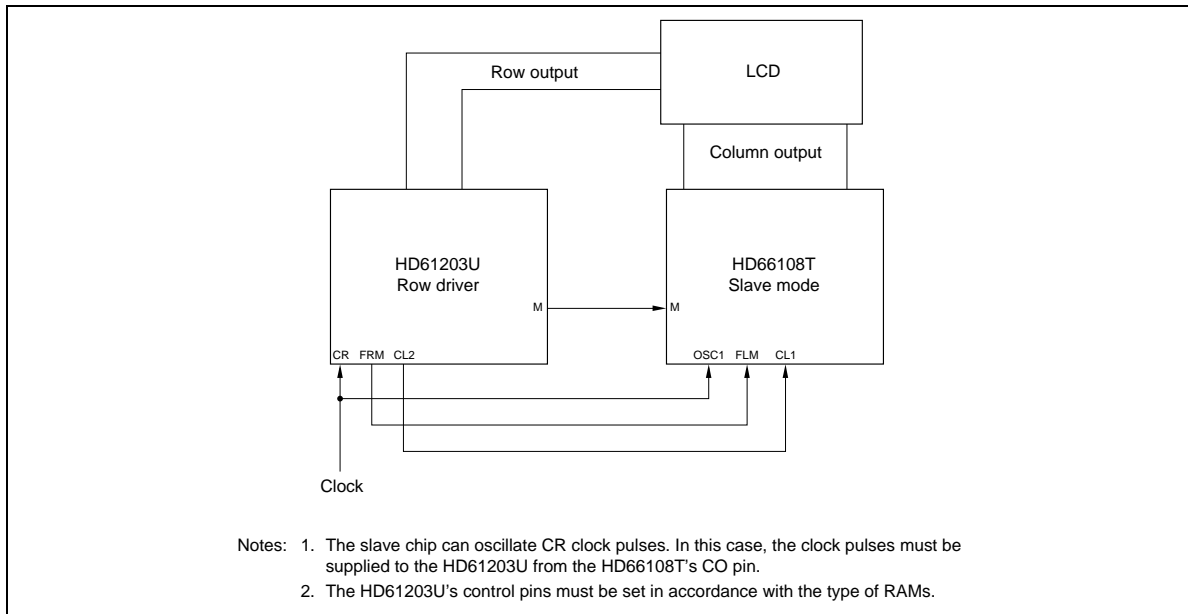 LCD
Row output
Column output
HD61203U
Row driver
HD66108T
Slave mode
M
M
CR FRM CL2
OSC1 FLM CL1
Clock
Notes: 1. The slave chip can oscillate CR clock pulses. In this case, the clock pulses must be
supplied to the HD61203U from the HD66108T's CO pin.
2. The HD61203U's control pins must be set in accordance with the type of RAMs.